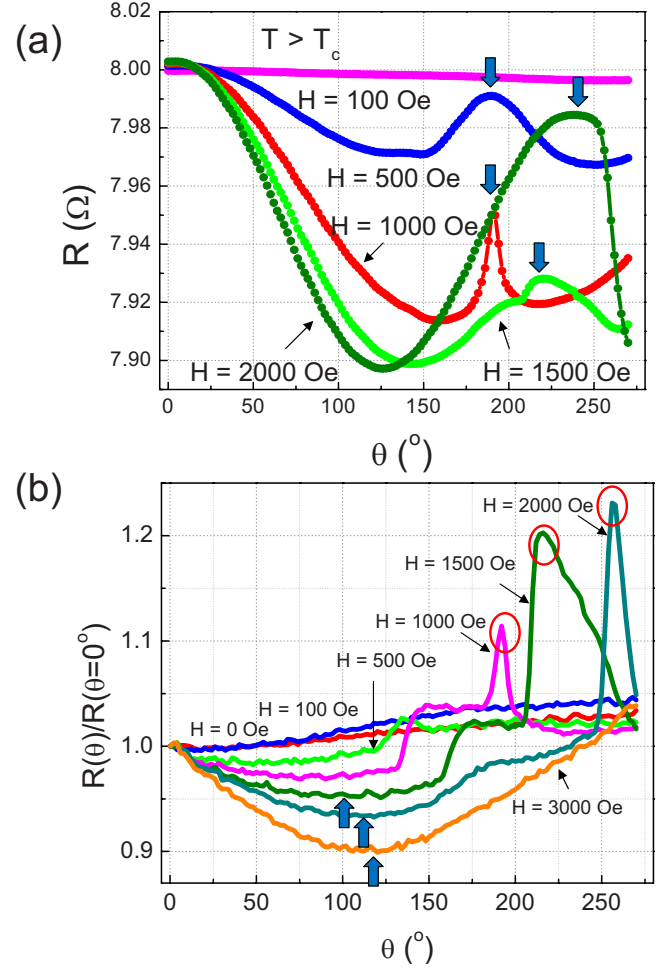 (a)
8.02
8.00
7.98
7.96
7.94
7.92
7.90
R (Ω)
T > Tc
H = 100 Oe
H = 500 Oe
H = 1000 Oe
H = 2000 Oe
H = 1500 Oe
0 50 100 150 200 250
θ (°)
(b)
1.2
1.1
1.0
0.9
R(θ)/R(θ=0°)
H = 2000 Oe
H = 1500 Oe
H = 1000 Oe
H = 500 Oe
H = 100 Oe
H = 0 Oe
H = 3000 Oe
0 50 100 150 200 250
θ (°)